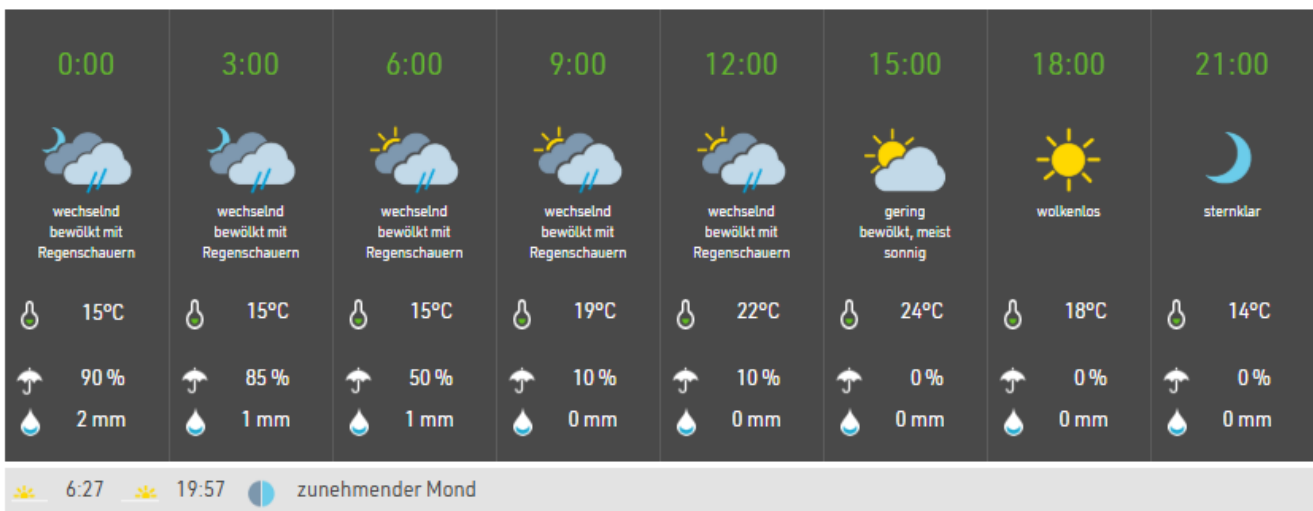 0:00 3:00 6:00 9:00 12:00 15:00 18:00 21:00
wechselnd wechselnd wechselnd wechselnd wechselnd gering wolkenlos sternklar
bewölkt mit bewölkt mit bewölkt mit bewölkt mit bewölkt mit bewölkt, meist
Regenschauern Regenschauern Regenschauern Regenschauern Regenschauern sonnig
15°C 15°C 15°C 19°C 22°C 24°C 18°C 14°C
90 % 85 % 50 % 10 % 10 % 0 % 0 % 0 %
2 mm 1 mm 1 mm 0 mm 0 mm 0 mm 0 mm 0 mm
6:27 19:57 zunehmender Mond